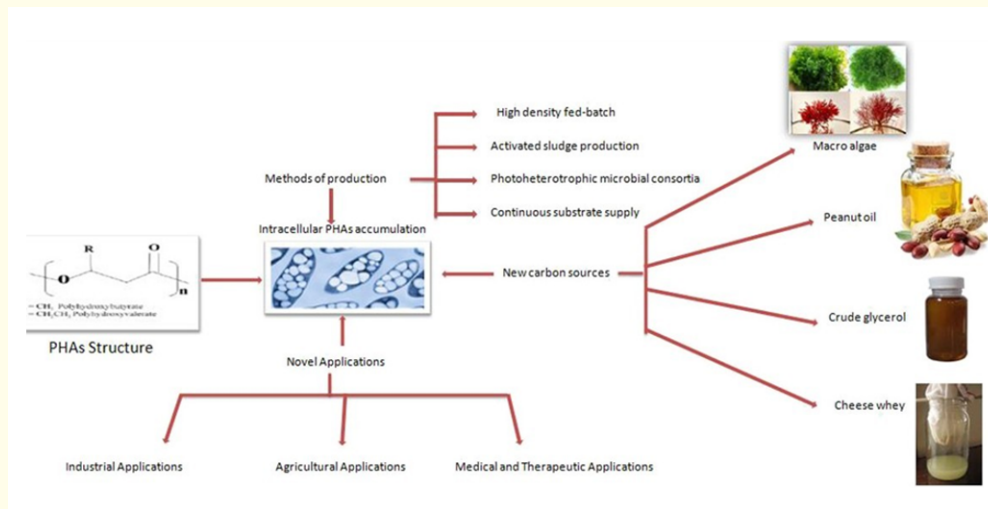 High density fed-batch
Activated sludge production
Methods of production
Photoheterotrophic microbial consortia
Continuous substrate supply
Macro algae
Peanut oil
Intracellular PHAs accumulation
R
O
O
n
= CH₃ Polyhydroxybutyrate
= CH₂CH₃ Polyhydroxyvalerate
PHAs Structure
New carbon sources
Crude glycerol
Cheese whey
Novel Applications
Industrial Applications
Agricultural Applications
Medical and Therapeutic Applications